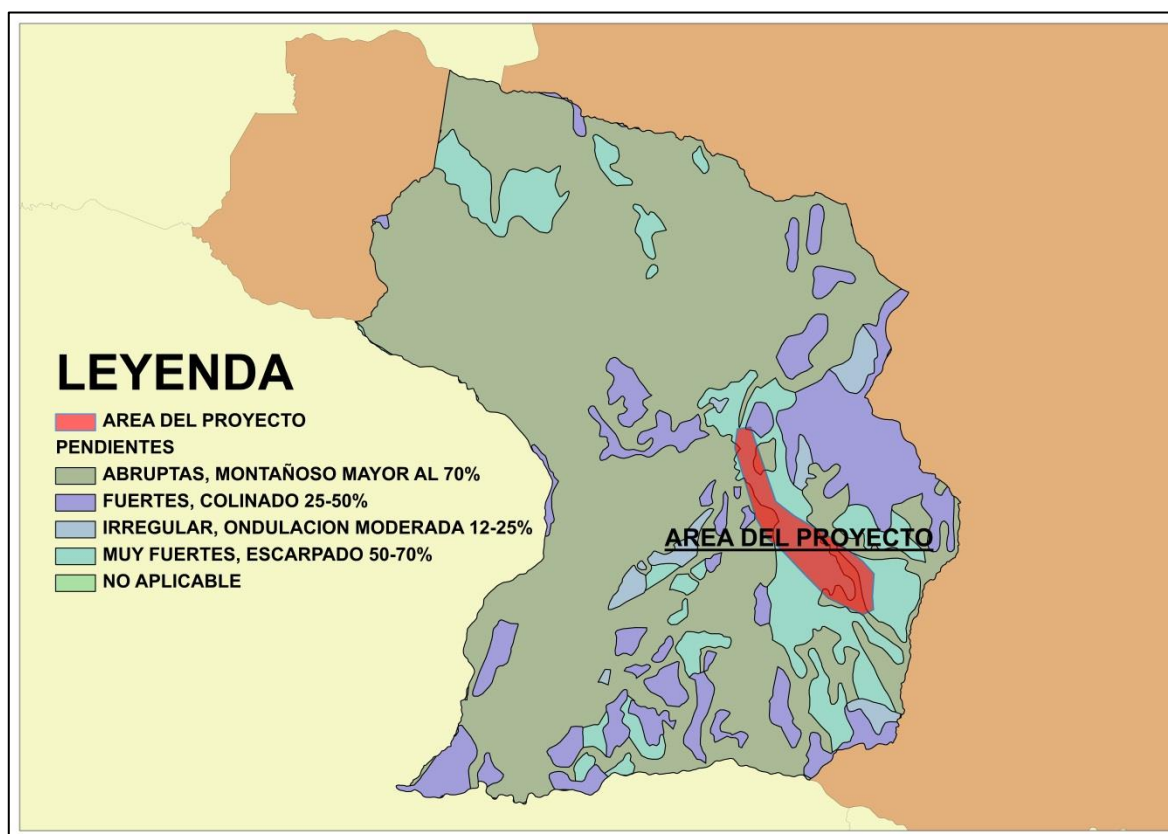 LEYENDA
AREA DEL PROYECTO
PENDIENTES
ABRUPTAS, MONTAÑOSO MAYOR AL 70%
FUERTES, COLINADO 25-50%
IRREGULAR, ONDULACION MODERADA 12-25%
MUY FUERTES, ESCARPADO 50-70%
NO APLICABLE
AREA DEL PROYECTO